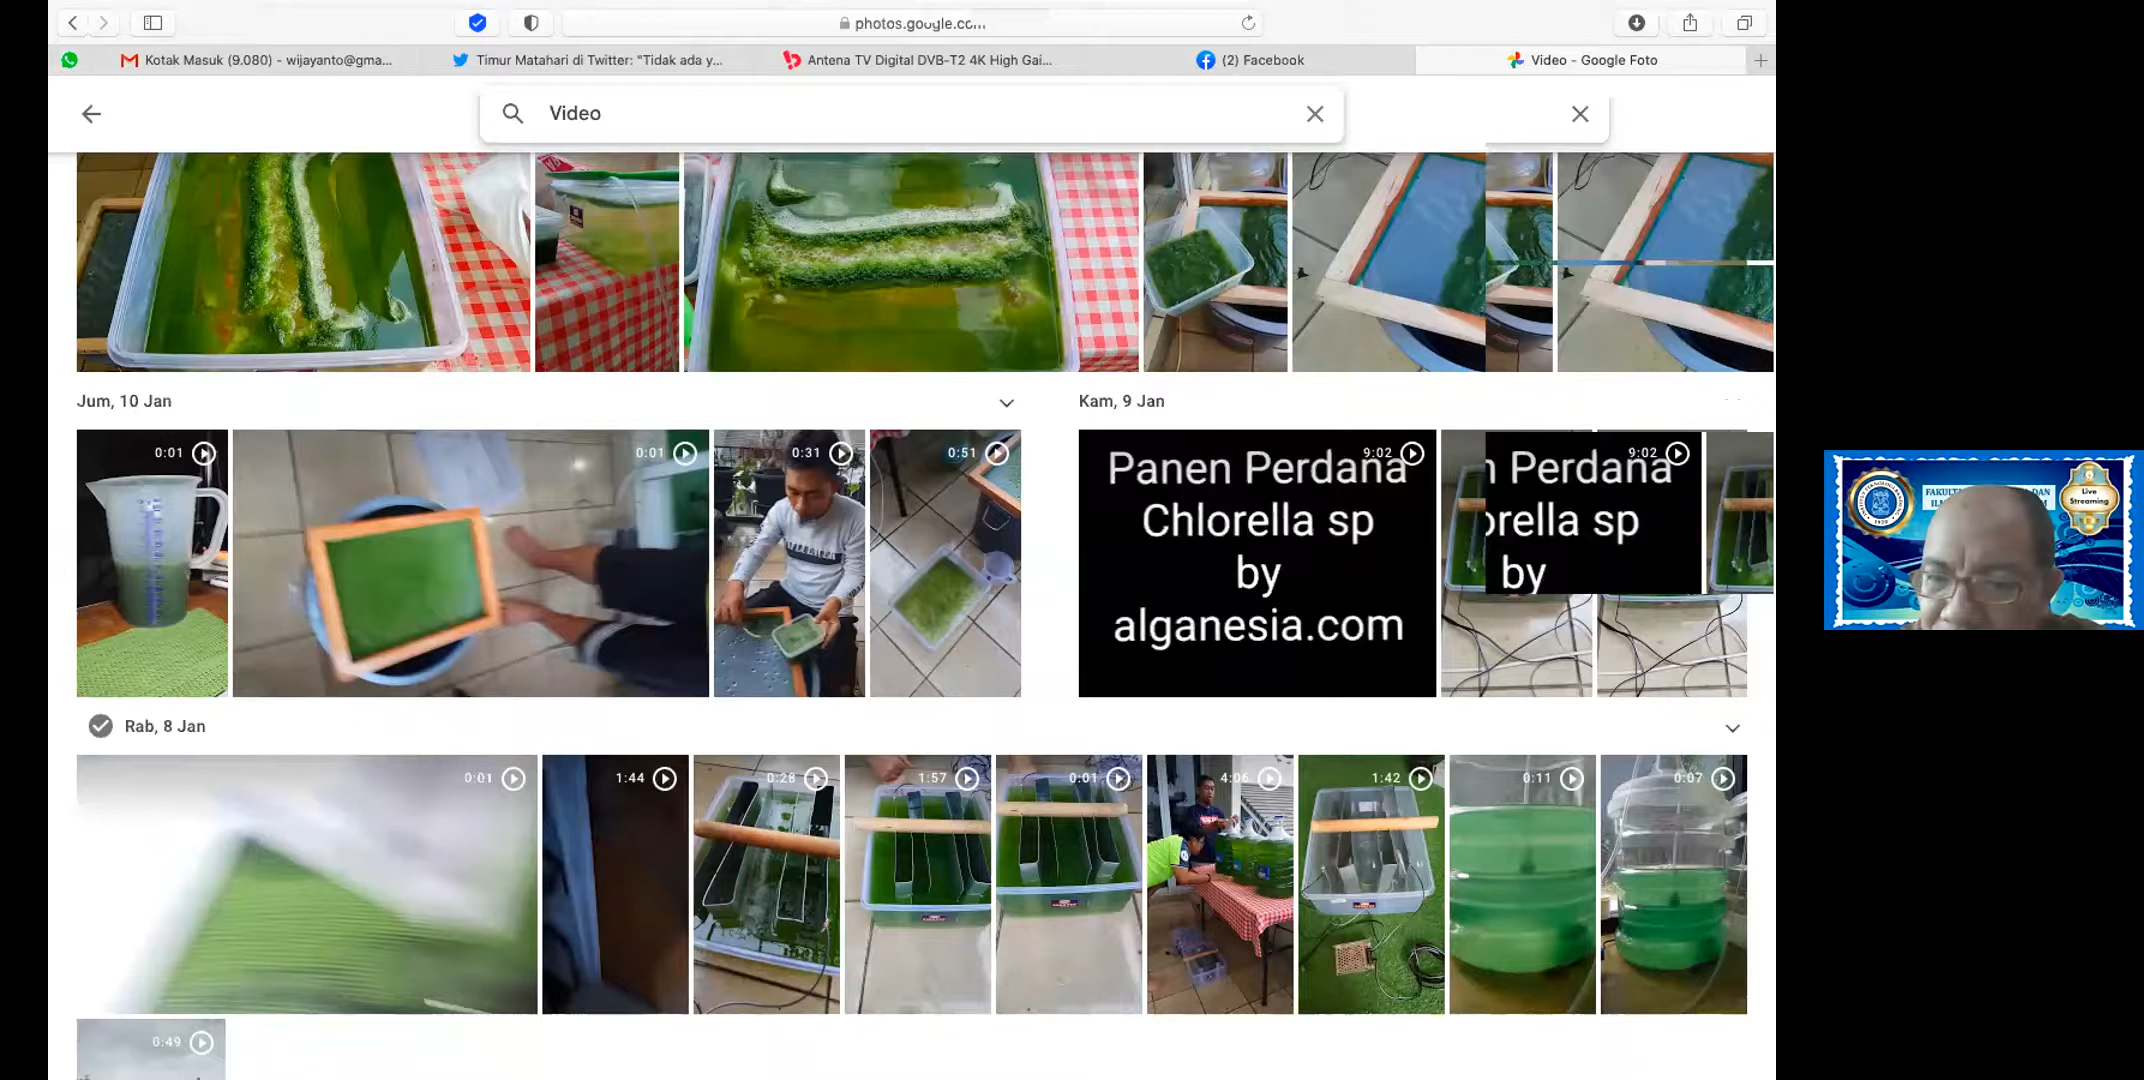 photos.google.co...
Kotak Masuk (9.080) - wijayanto@gma...
Timur Matahari di Twitter: "Tidak ada y...
Antena TV Digital DVB-T2 4K High Gai...
(2) Facebook
Video - Google Foto
Video
Jum, 10 Jan
Kam, 9 Jan
0:01
0:01
0:31
0:51
9:02
Panen Perdana
Chlorella sp
by
alganesia.com
9:02
n Perdana
orella sp
by
Rab, 8 Jan
0:01
1:44
0:28
1:57
0:01
4:06
1:42
0:11
0:07
0:49
Live
Streaming